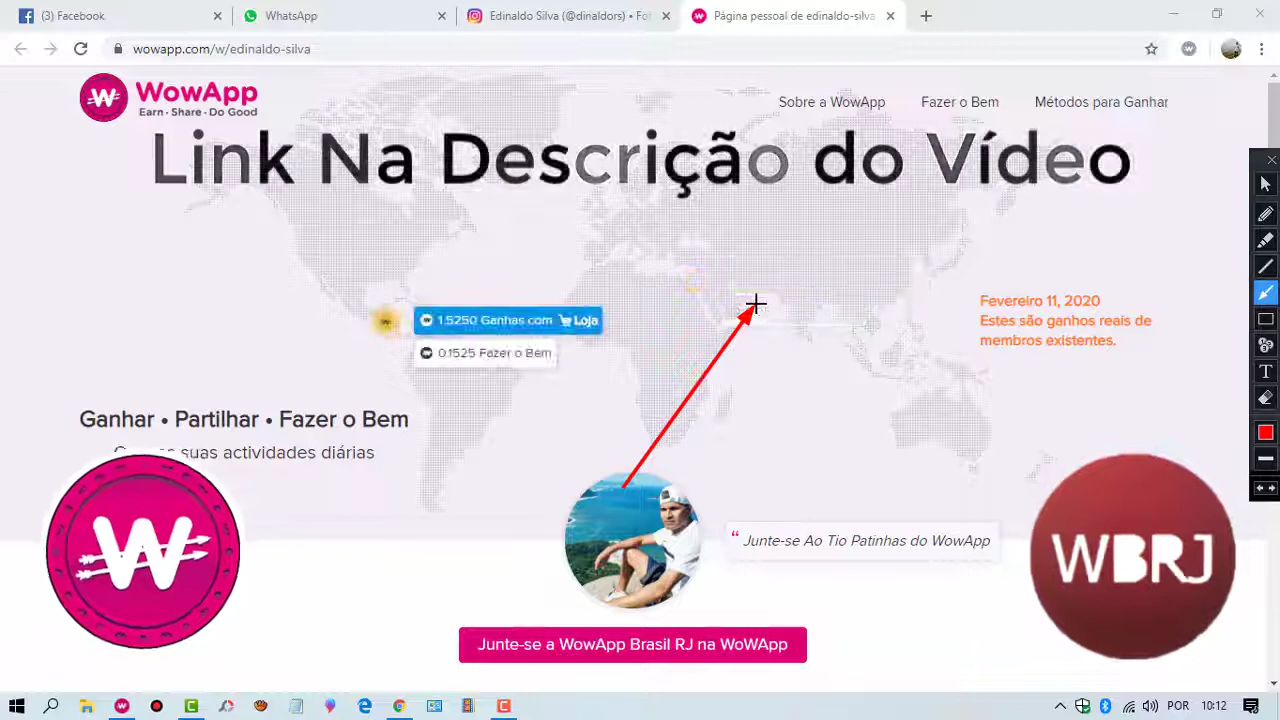 (3) Facebook
WhatsApp
Edinaldo Silva (@dinaldors) • Fot
Página pessoal de edinaldo-silva
wowapp.com/w/edinaldo-silva
WowApp
Earn · Share · Do Good
Sobre a WowApp
Fazer o Bem
Métodos para Ganhar
Link Na Descrição do Vídeo
1.5250 Ganhas com Loja
0.1525 Fazer o Bem
Fevereiro 11, 2020
Estes são ganhos reais de
membros existentes.
Ganhar • Partilhar • Fazer o Bem
suas actividades diárias
W
“ Junte-se Ao Tio Patinhas do WowApp
WBRJ
Junte-se a WowApp Brasil RJ na WoWApp
POR
10:12